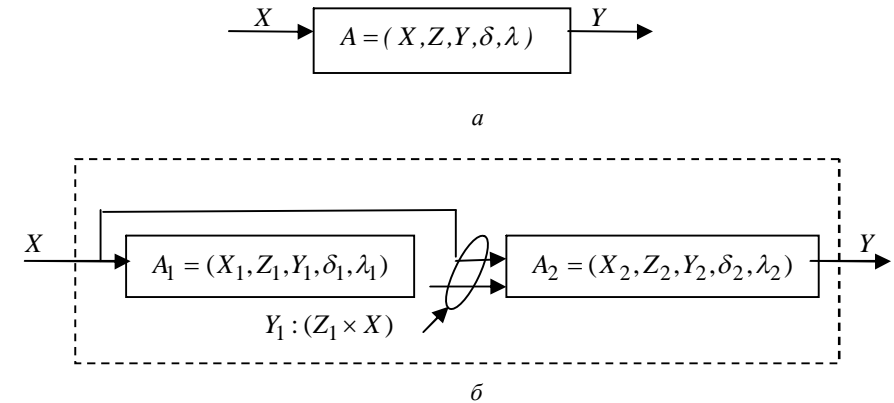 X A = ( X,Z,Y,δ,λ ) Y
а
X A₁ = (X₁,Z₁,Y₁,δ₁,λ₁) A₂ = (X₂,Z₂,Y₂,δ₂,λ₂) Y
Y₁ : (Z₁ × X)
б